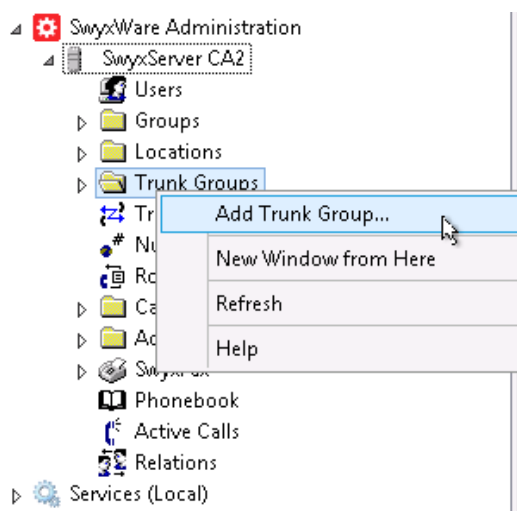 SwyxWare Administration
SwyxServer CA2
Users
Groups
Locations
Trunk Groups
Add Trunk Group...
New Window from Here
Refresh
Help
Phonebook
Active Calls
Relations
Services (Local)